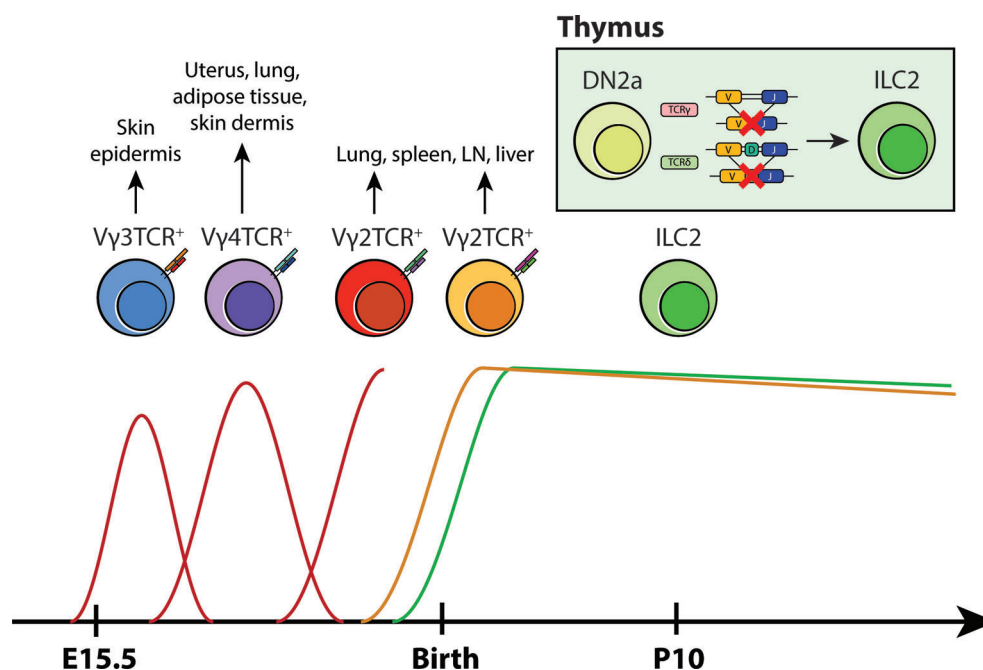 Thymus
DN2a
ILC2
TCRγ
V
J
V
J
TCRδ
V
D
J
V
J
Uterus, lung,
adipose tissue,
skin dermis
Skin
epidermis
Lung, spleen, LN, liver
Vγ3TCR⁺
Vγ4TCR⁺
Vγ2TCR⁺
Vγ2TCR⁺
ILC2
E15.5
Birth
P10